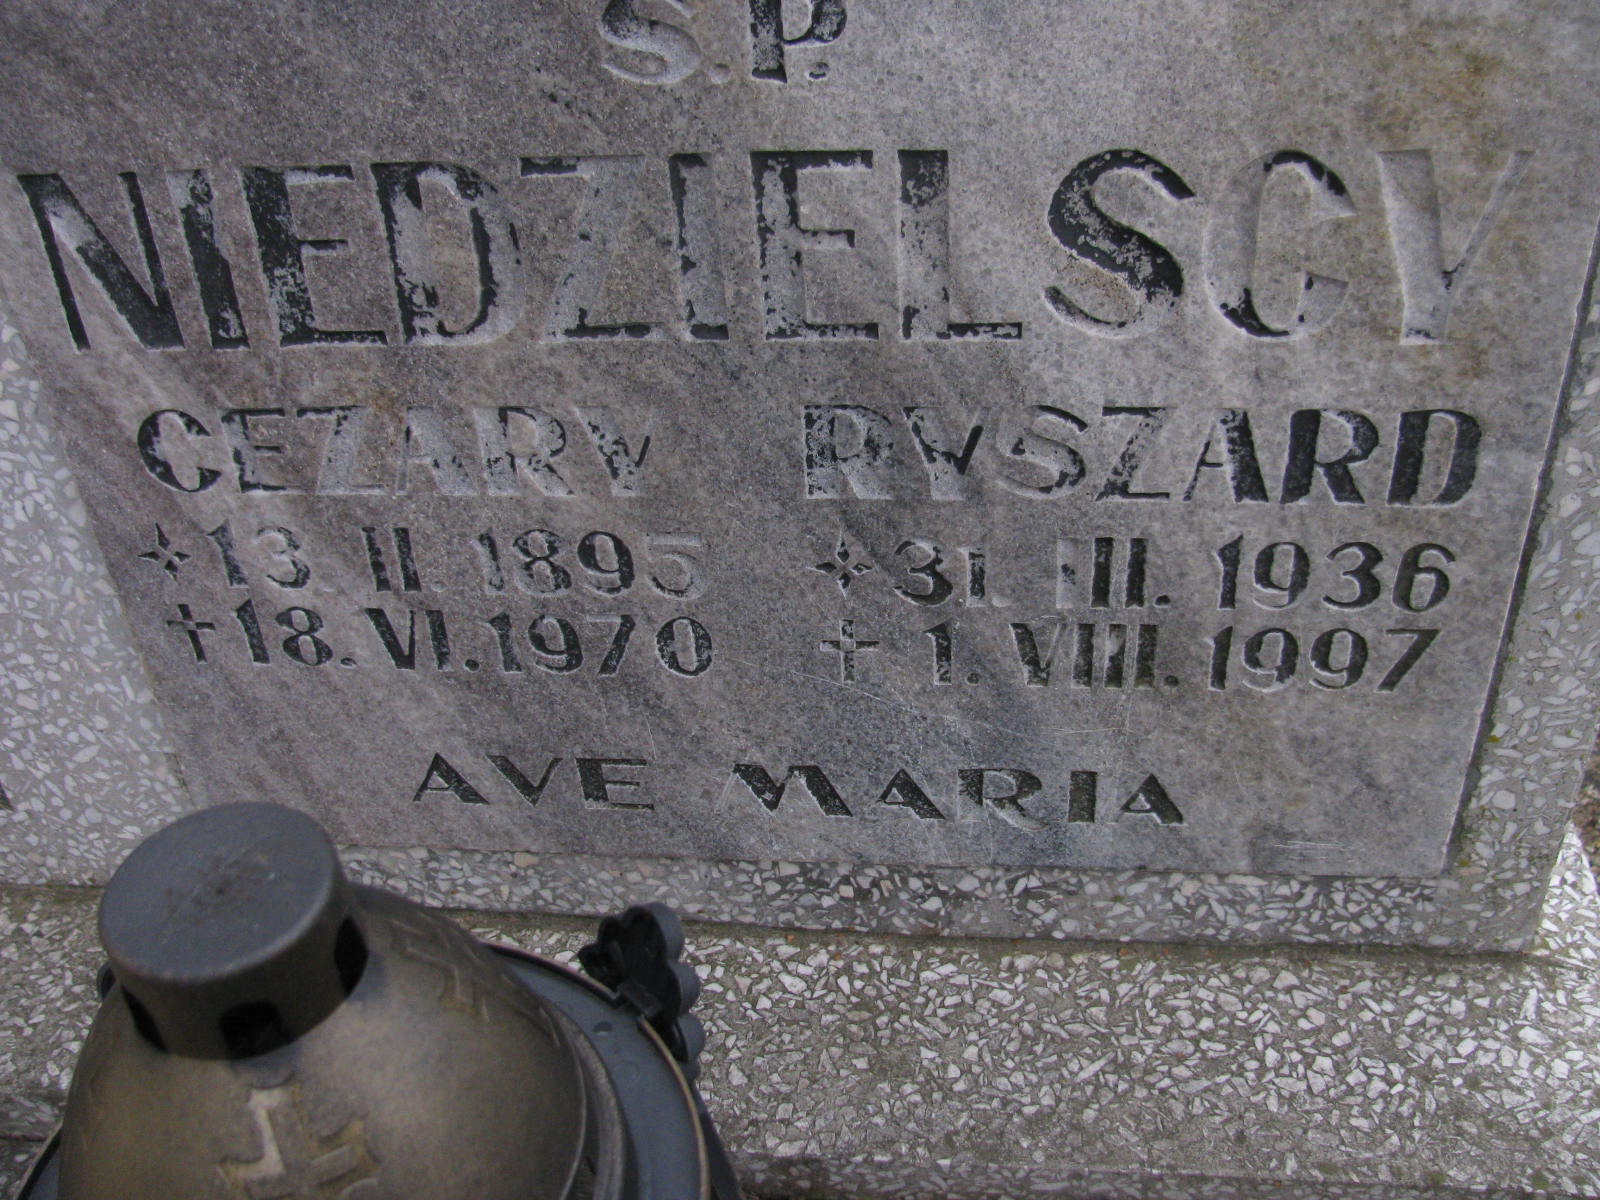 Ś.P.
NIEDZIELSCY
CEZARY RYSZARD
13. II. 1895 31. III. 1936
18. VI. 1970 1. VIII. 1997
AVE MARIA